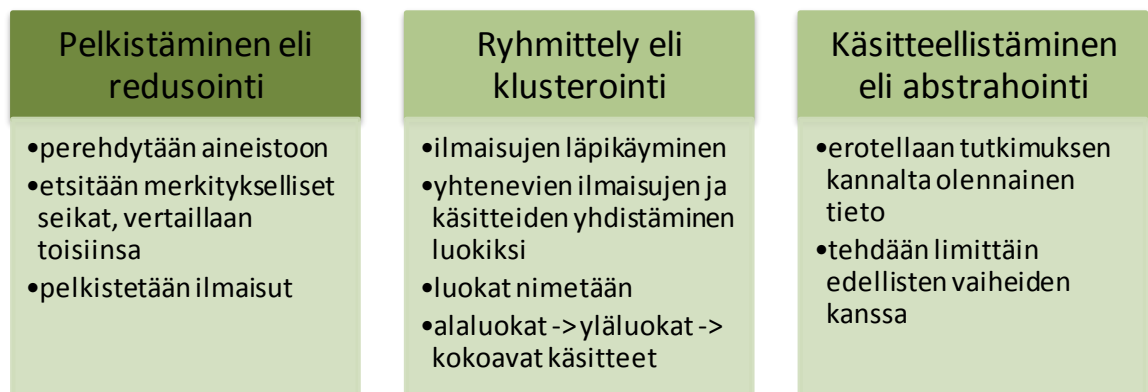 Pelkistäminen eli
redusointi
•perehdytään aineistoon
•etsitään merkitykselliset
seikat, vertaillaan
toisiinsa
•pelkistetään ilmaisut
Ryhmittely eli
klusterointi
•ilmaisujen läpikäyminen
•yhtenevien ilmaisujen ja
käsitteiden yhdistäminen
luokiksi
•luokat nimetään
•alaluokat -> yläluokat ->
kokoavat käsitteet
Käsitteellistäminen
eli abstrahointi
•erotellaan tutkimuksen
kannalta olennainen
tieto
•tehdään limittäin
edellisten vaiheiden
kanssa